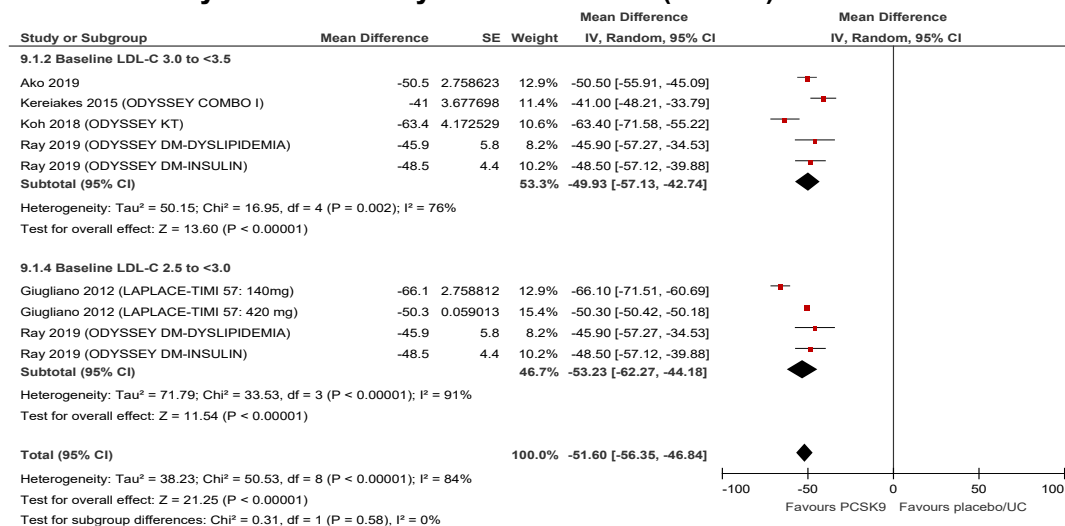 Mean Difference Mean Difference
Study or Subgroup Mean Difference SE Weight IV, Random, 95% CI IV, Random, 95% CI
9.1.2 Baseline LDL-C 3.0 to <3.5
Ako 2019 -50.5 2.758623 12.9% -50.50 [-55.91, -45.09]
Kereiakes 2015 (ODYSSEY COMBO I) -41 3.677698 11.4% -41.00 [-48.21, -33.79]
Koh 2018 (ODYSSEY KT) -63.4 4.172529 10.6% -63.40 [-71.58, -55.22]
Ray 2019 (ODYSSEY DM-DYSLIPIDEMIA) -45.9 5.8 8.2% -45.90 [-57.27, -34.53]
Ray 2019 (ODYSSEY DM-INSULIN) -48.5 4.4 10.2% -48.50 [-57.12, -39.88]
Subtotal (95% CI) 53.3% -49.93 [-57.13, -42.74]
Heterogeneity: Tau² = 50.15; Chi² = 16.95, df = 4 (P = 0.002); I² = 76%
Test for overall effect: Z = 13.60 (P < 0.00001)
9.1.4 Baseline LDL-C 2.5 to <3.0
Giugliano 2012 (LAPLACE-TIMI 57: 140mg) -66.1 2.758812 12.9% -66.10 [-71.51, -60.69]
Giugliano 2012 (LAPLACE-TIMI 57: 420 mg) -50.3 0.059013 15.4% -50.30 [-50.42, -50.18]
Ray 2019 (ODYSSEY DM-DYSLIPIDEMIA) -45.9 5.8 8.2% -45.90 [-57.27, -34.53]
Ray 2019 (ODYSSEY DM-INSULIN) -48.5 4.4 10.2% -48.50 [-57.12, -39.88]
Subtotal (95% CI) 46.7% -53.23 [-62.27, -44.18]
Heterogeneity: Tau² = 71.79; Chi² = 33.53, df = 3 (P < 0.00001); I² = 91%
Test for overall effect: Z = 11.54 (P < 0.00001)
Total (95% CI) 100.0% -51.60 [-56.35, -46.84]
Heterogeneity: Tau² = 38.23; Chi² = 50.53, df = 8 (P < 0.00001); I² = 84%
Test for overall effect: Z = 21.25 (P < 0.00001)
Test for subgroup differences: Chi² = 0.31, df = 1 (P = 0.58), I² = 0%
-100 -50 0 50 100
Favours PCSK9 Favours placebo/UC